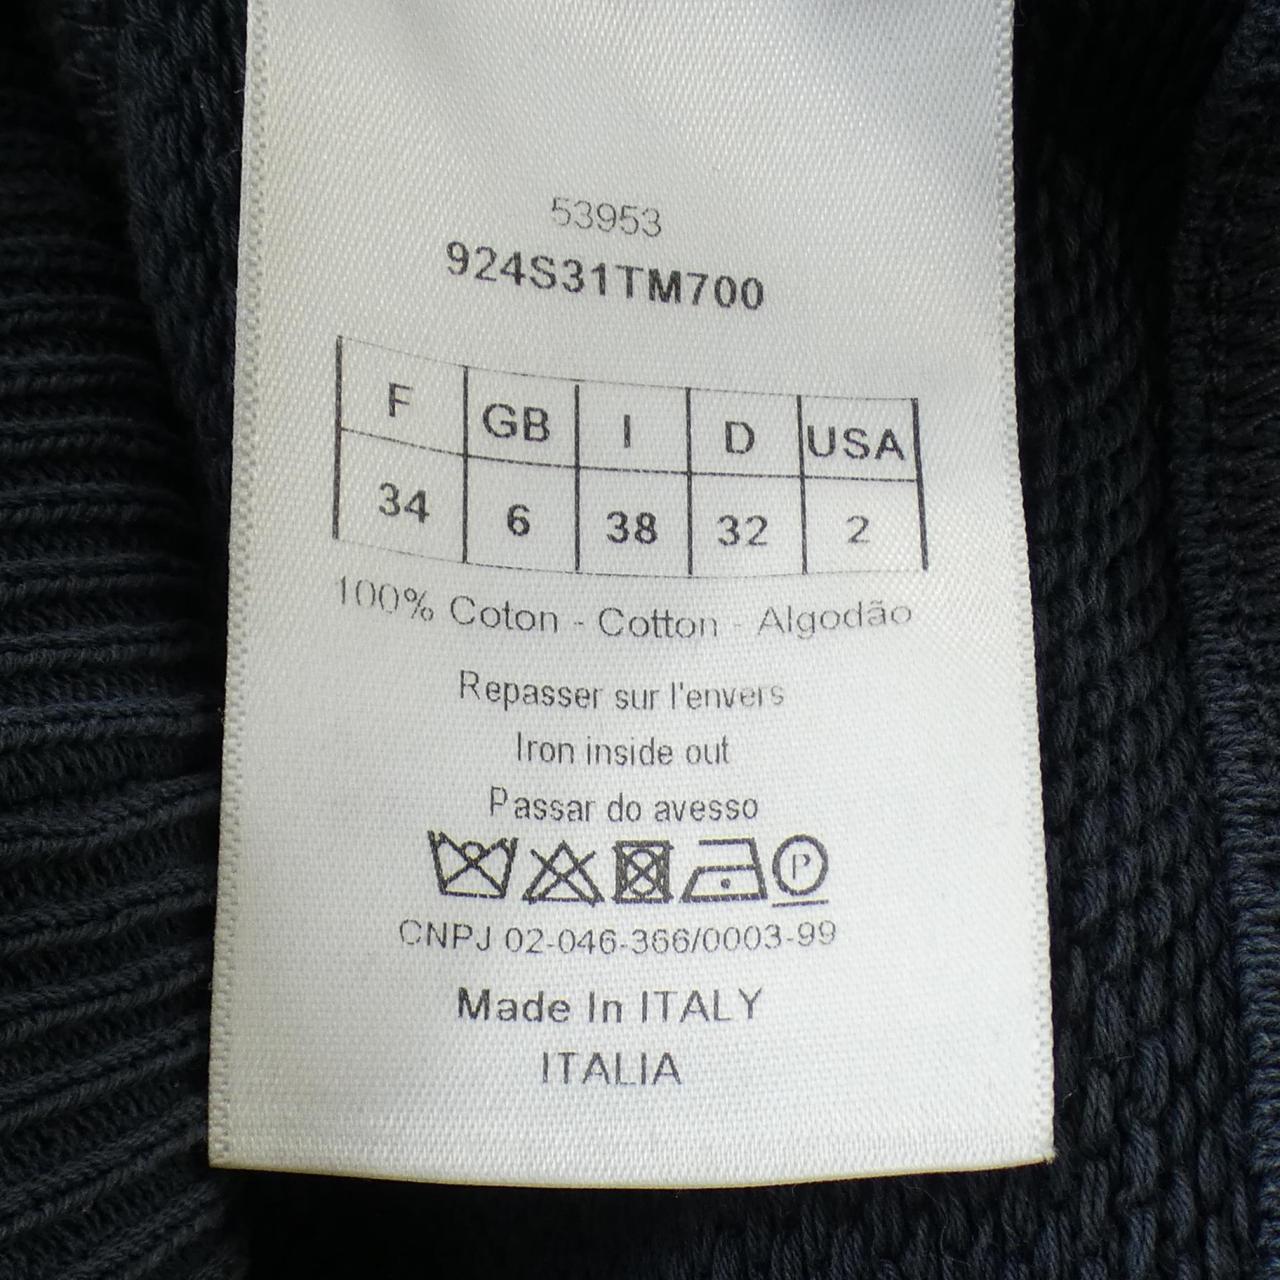 53953
924S31TM700
F GB I D USA
34 6 38 32 2
100% Coton - Cotton - Algodão
Repasser sur l'envers
Iron inside out
Passar do avesso
P
CNPJ 02-046-366/0003-99
Made In ITALY
ITALIA